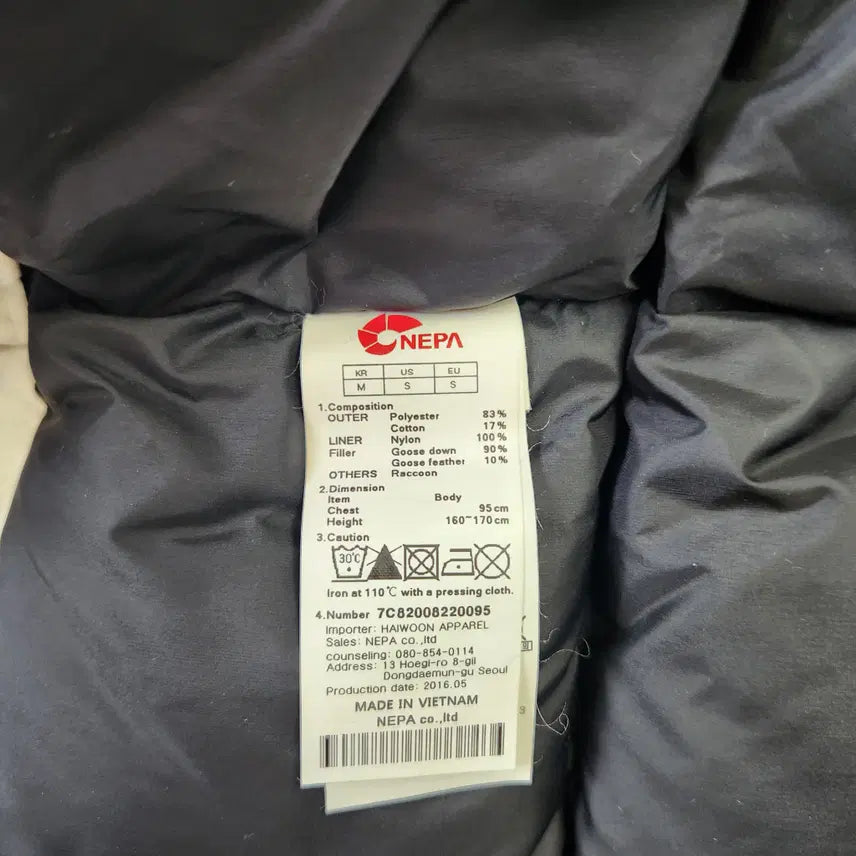 NEPA
KR US EU
M S S
1.Composition
OUTER Polyester 83%
Cotton 17%
LINER Nylon 100%
Filler Goose down 90%
Goose feather 10%
OTHERS Raccoon
2.Dimension
Item Body
Chest 95cm
Height 160~170cm
3.Caution
30℃
Iron at 110℃ with a pressing cloth.
4.Number 7C82008220095
Importer: HAIWOON APPAREL
Sales: NEPA co.,ltd
counseling: 080-854-0114
Address: 13 Hoegi-ro 8-gil
Dongdaemun-gu Seoul
Production date: 2016.05
MADE IN VIETNAM
NEPA co.,ltd